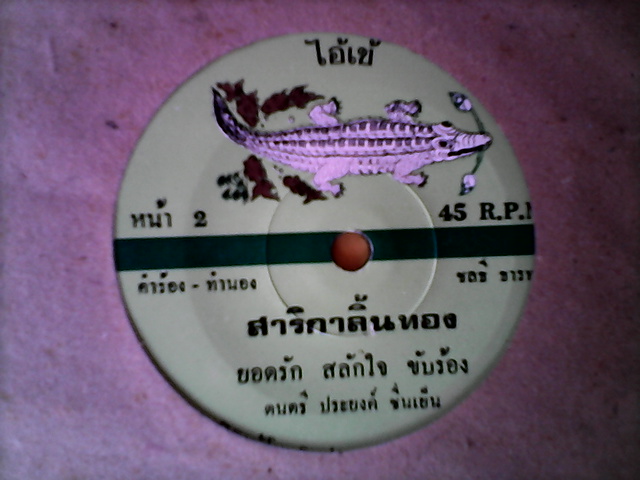 ไอ้เข้
หน้า 2
45 R.P.
คำร้อง - ทำนอง
ชลธี
สาริกาลิ้นทอง
ยอดรัก สลักใจ ขับร้อง
ดนตรี ประยงค์ ชื่นเย็น